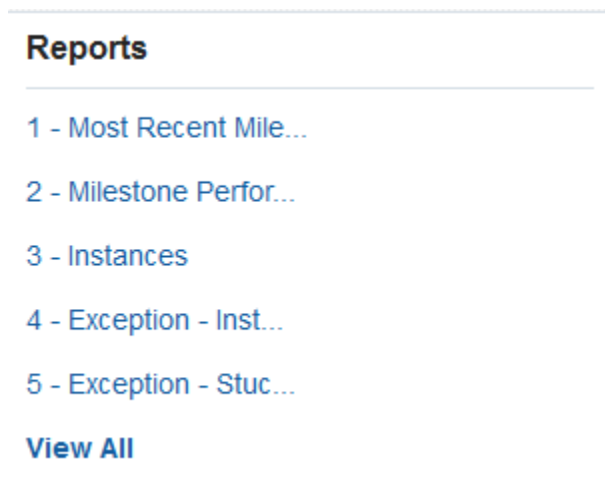 Reports
1 - Most Recent Mile...
2 - Milestone Perfor...
3 - Instances
4 - Exception - Inst...
5 - Exception - Stuc...
View All